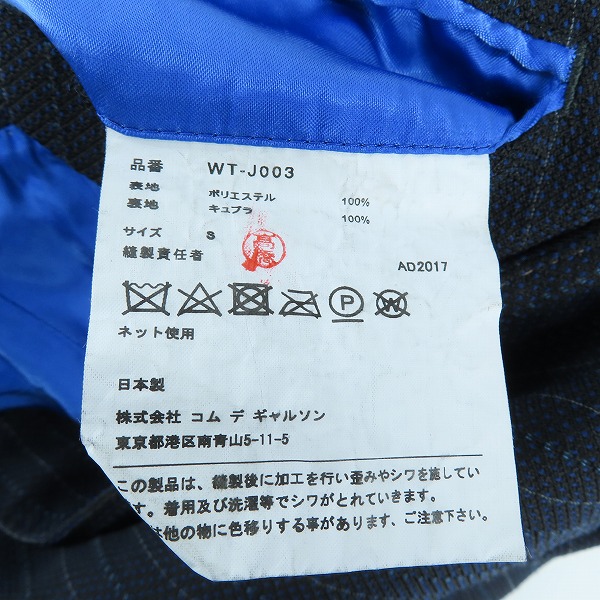 品番 WT-J003
表地 ポリエステル 100%
裏地 キュプラ 100%
サイズ S
縫製責任者
高橋
AD2017
P W
ネット使用
日本製
株式会社 コム デ ギャルソン
東京都港区南青山5-11-5
この製品は、縫製後に加工を行い歪みやシワを施してい
す。着用及び洗濯等でシワがとれていきます。
は他の物に色移りする事があります、ご注意下さい。